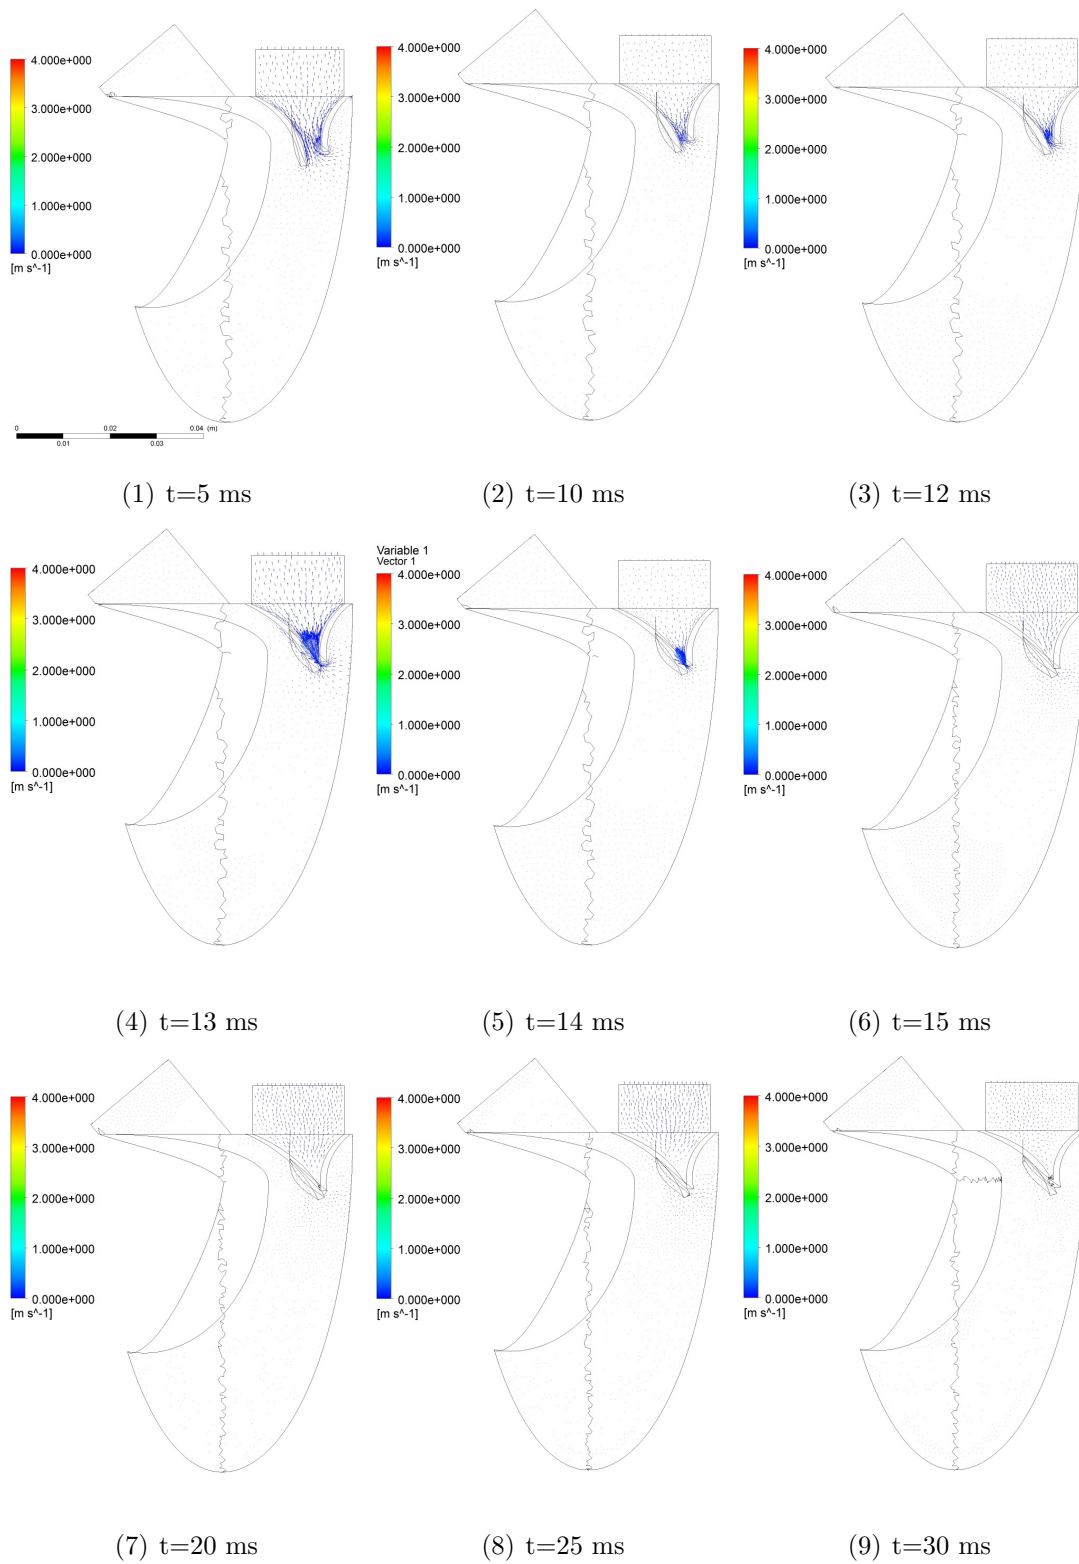 4.000e+000
3.000e+000
2.000e+000
1.000e+000
0.000e+000
[m s^-1]
0 0.02 0.04 (m)
0.01 0.03
(1) t=5 ms
4.000e+000
3.000e+000
2.000e+000
1.000e+000
0.000e+000
[m s^-1]
(2) t=10 ms
4.000e+000
3.000e+000
2.000e+000
1.000e+000
0.000e+000
[m s^-1]
(3) t=12 ms
4.000e+000
3.000e+000
2.000e+000
1.000e+000
0.000e+000
[m s^-1]
(4) t=13 ms
Variable 1
Vector 1
4.000e+000
3.000e+000
2.000e+000
1.000e+000
0.000e+000
[m s^-1]
(5) t=14 ms
4.000e+000
3.000e+000
2.000e+000
1.000e+000
0.000e+000
[m s^-1]
(6) t=15 ms
4.000e+000
3.000e+000
2.000e+000
1.000e+000
0.000e+000
[m s^-1]
(7) t=20 ms
4.000e+000
3.000e+000
2.000e+000
1.000e+000
0.000e+000
[m s^-1]
(8) t=25 ms
4.000e+000
3.000e+000
2.000e+000
1.000e+000
0.000e+000
[m s^-1]
(9) t=30 ms